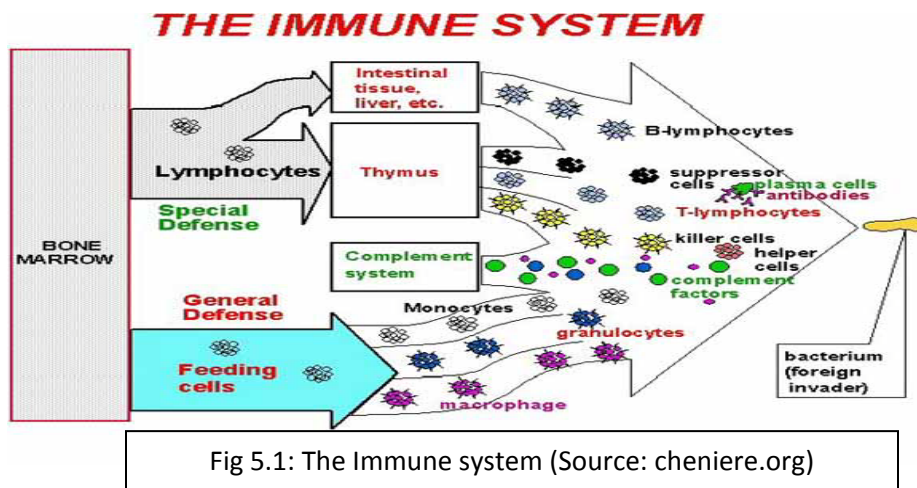 THE IMMUNE SYSTEM
BONE
MARROW
Lymphocytes
Special
Defense
General
Defense
Feeding
cells
Intestinal
tissue,
liver, etc.
Thymus
Complement
system
Monocytes
granulocytes
macrophage
B-lymphocytes
suppressor
cells
plasma cells
antibodies
T-lymphocytes
killer cells
helper
cells
complement
factors
bacterium
(foreign
invader)
Fig 5.1: The Immune system (Source: cheniere.org)